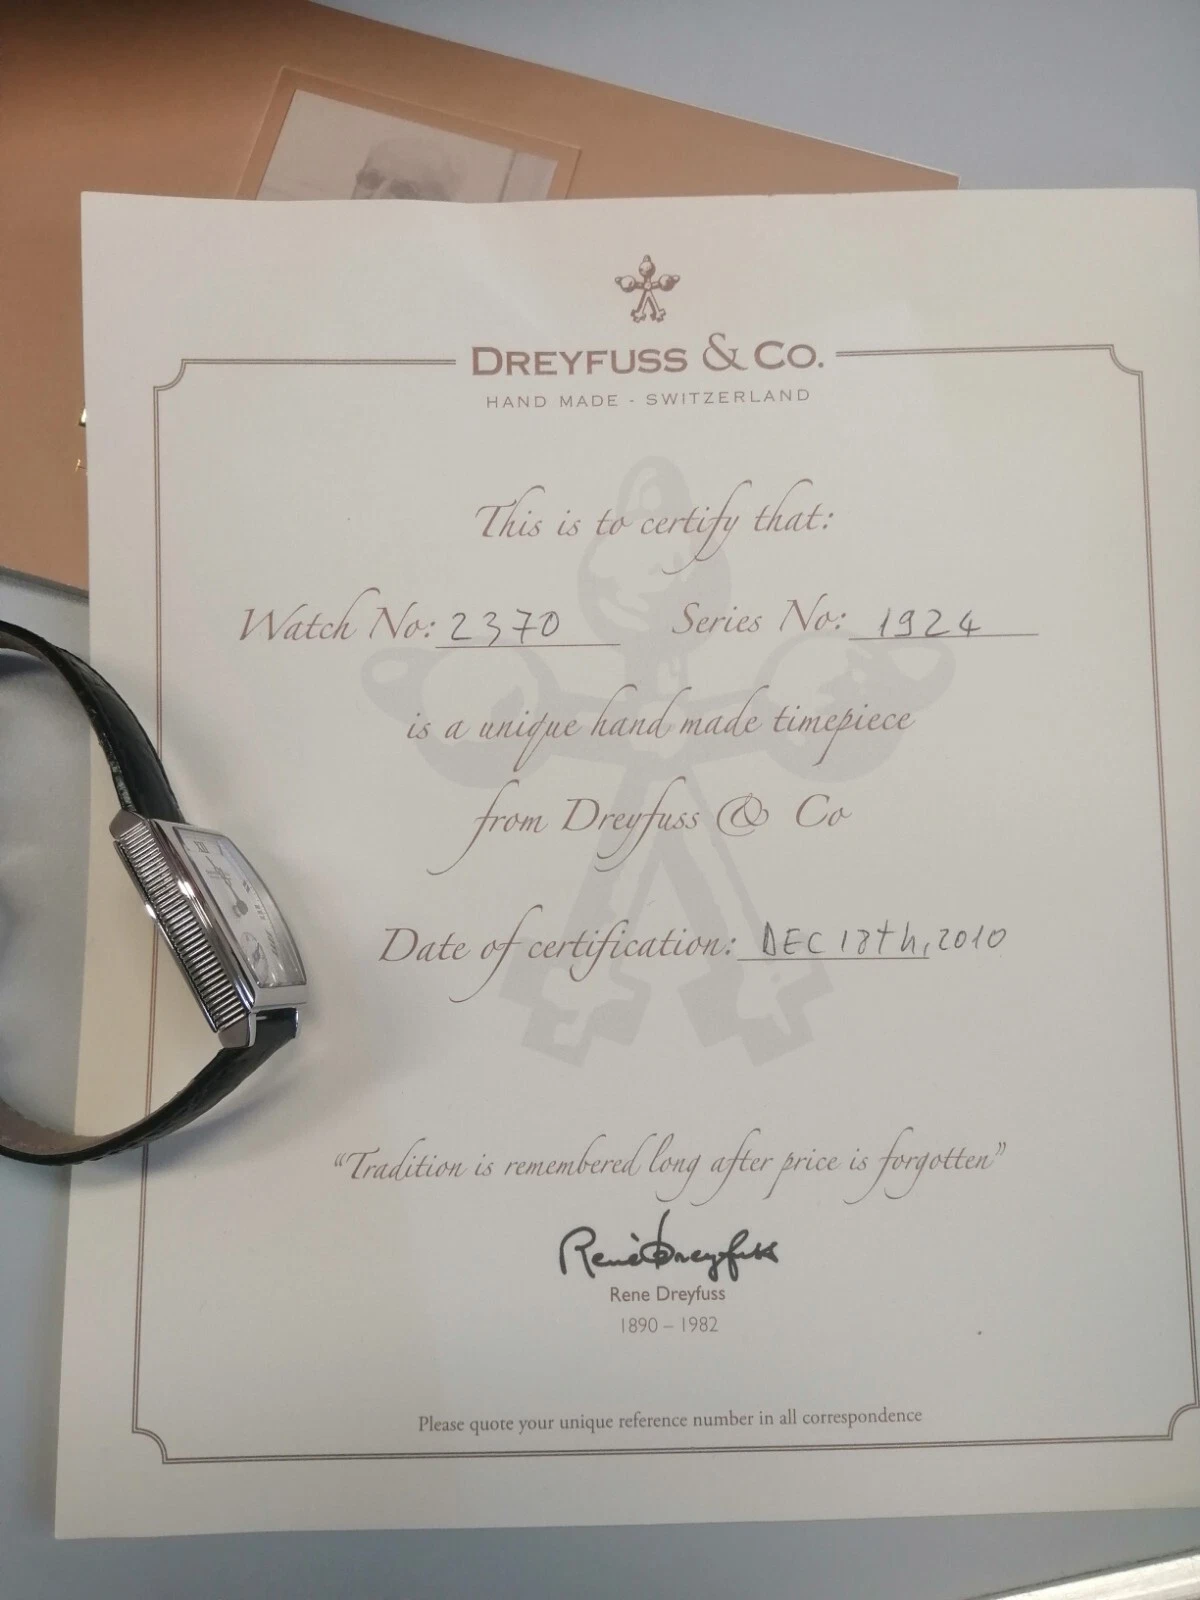 DREYFUSS & CO.
HAND MADE - SWITZERLAND
This is to certify that:
Watch No: 2370 Series No: 1924
is a unique hand made timepiece
from Dreyfuss & Co
Date of certification: DEC 18th, 2010
"Tradition is remembered long after price is forgotten"
René Dreyfuss
Rene Dreyfuss
1890 – 1982
Please quote your unique reference number in all correspondence
XII